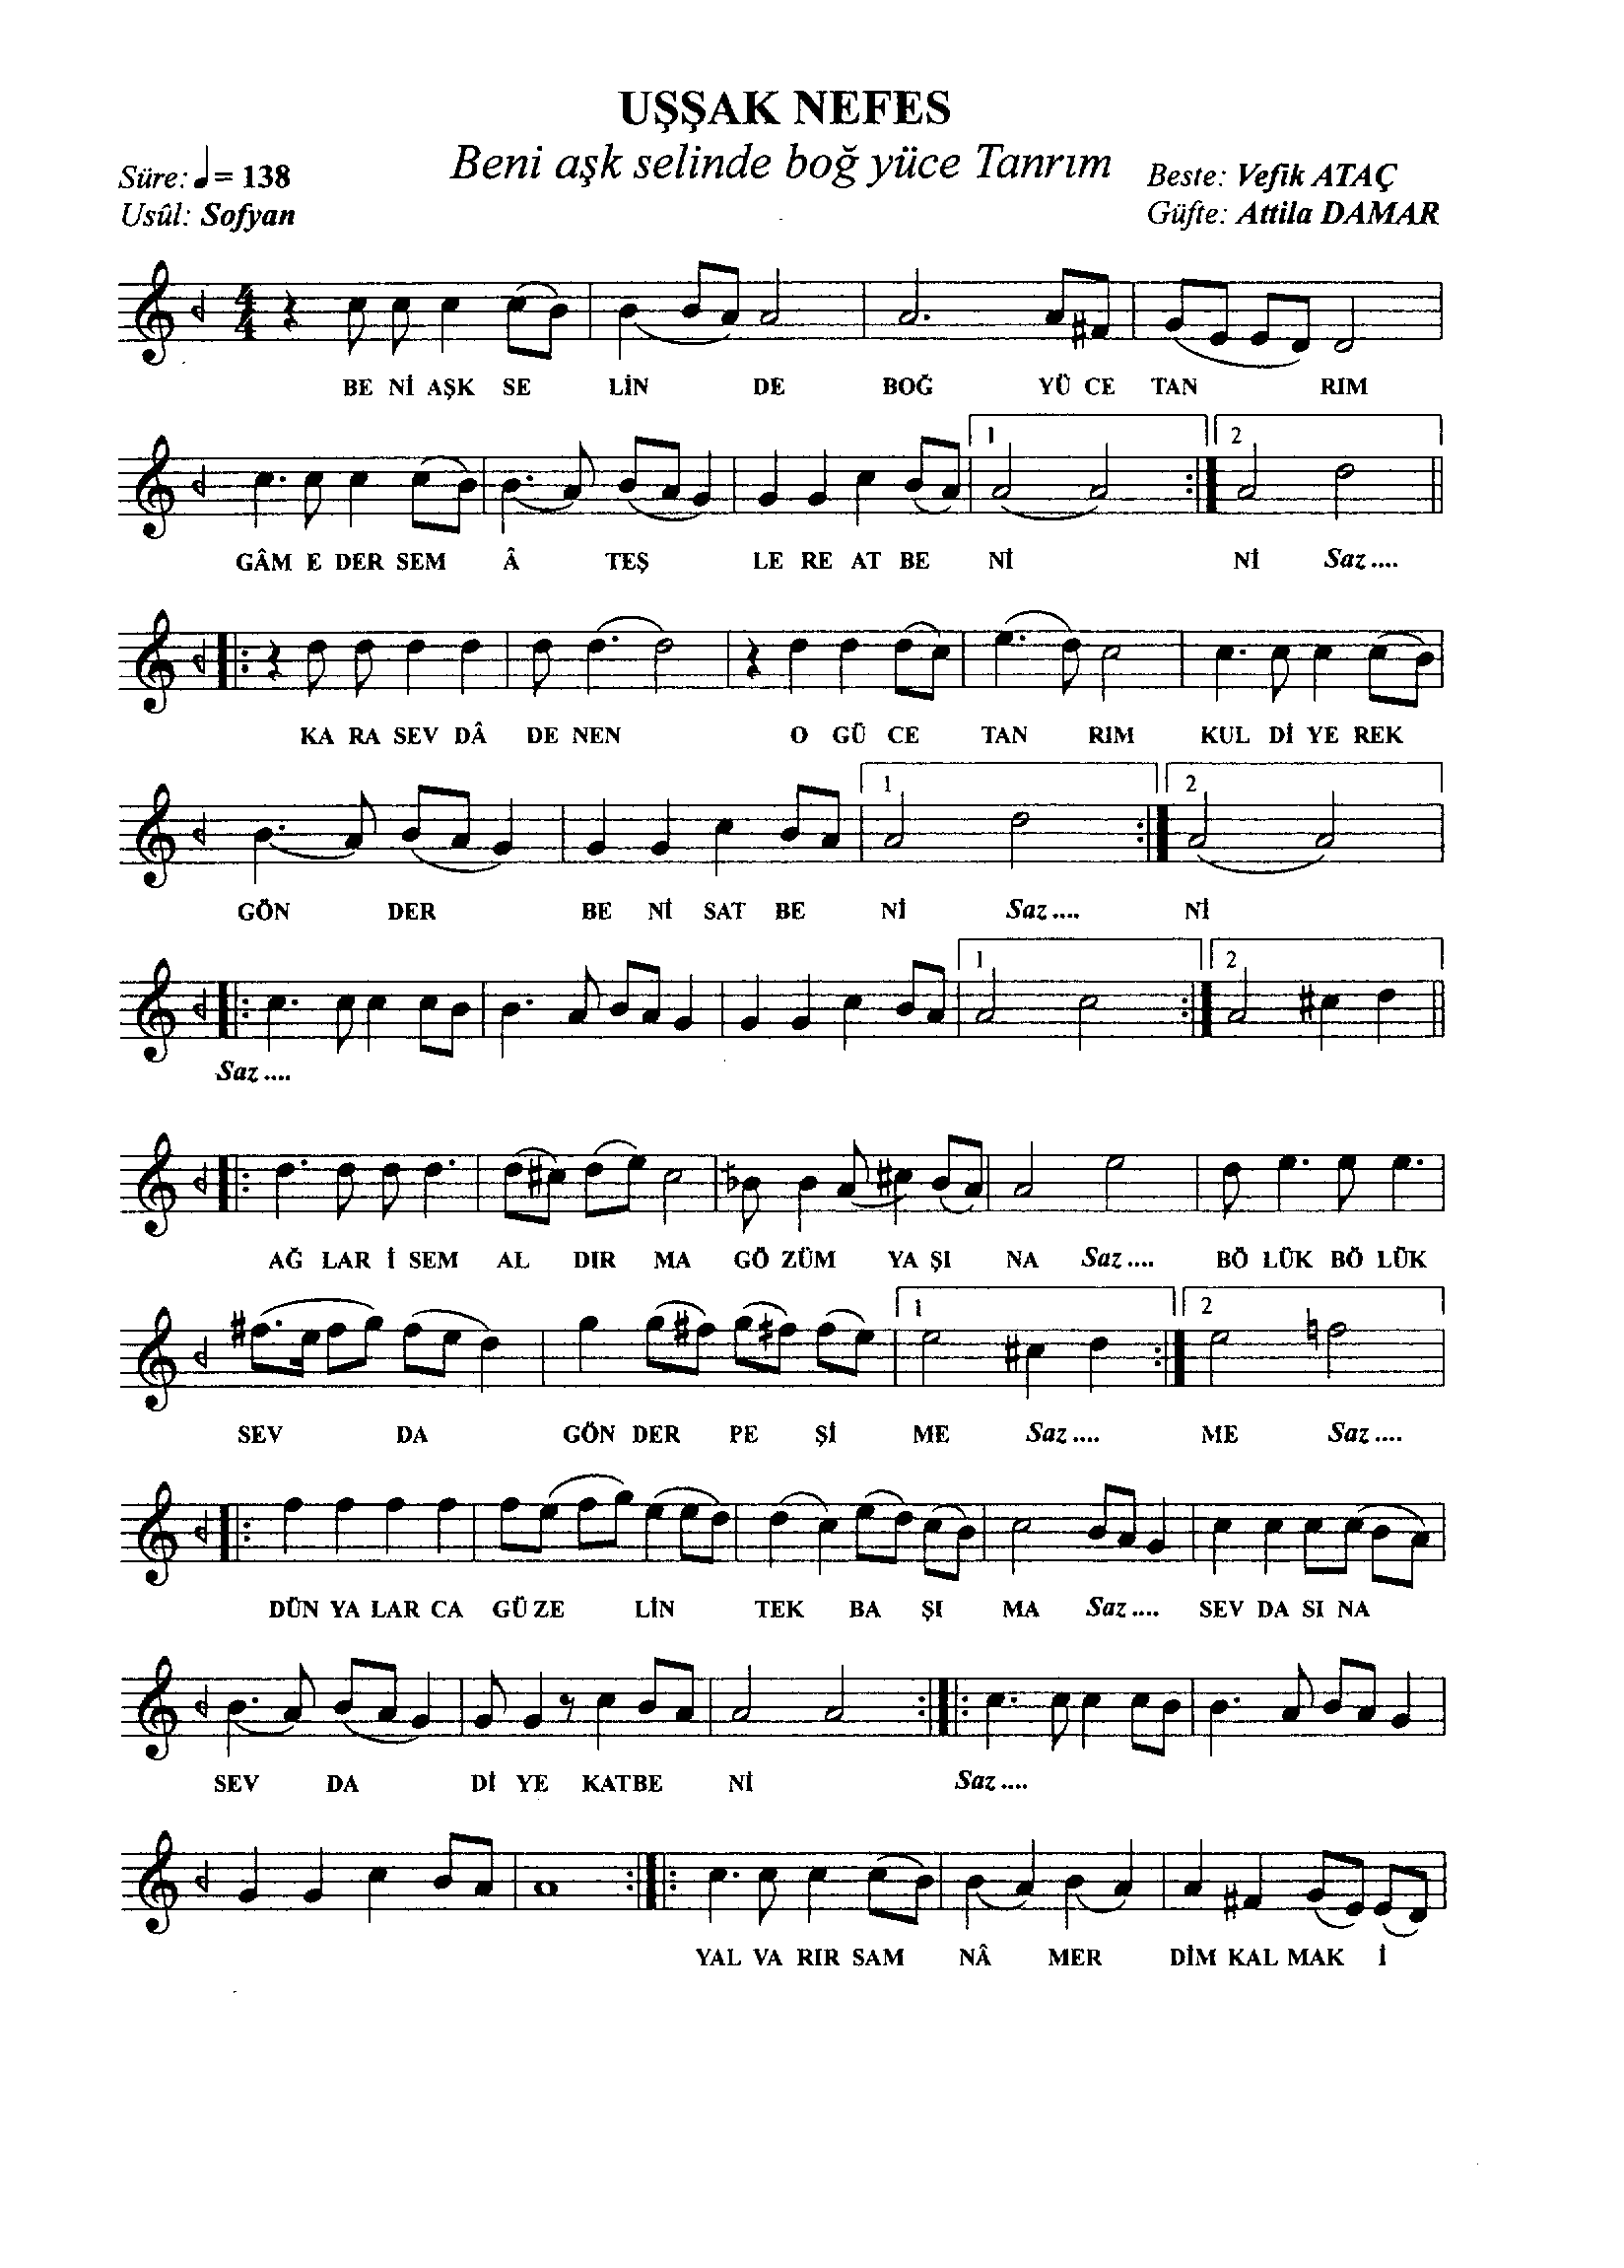 UŞŞAK NEFES
Beni aşk selinde boğ yüce Tanrım
Süre: ♩= 138
Usûl: Sofyan
Beste: Vefik ATAÇ
Güfte: Attila DAMAR
4/4
BE Nİ AŞK SE LİN DE BOĞ YÜ CE TAN RIM
1 2
GÂM E DER SEM Â TEŞ LE RE AT BE Nİ Nİ Saz....
KA RA SEV DÂ DE NEN O GÜ CE TAN RIM KUL Dİ YE REK
1 2
GÖN DER BE Nİ SAT BE Nİ Saz.... Nİ
1 2
Saz....
AĞ LAR İ SEM AL DIR MA GÖ ZÜM YA ŞI NA Saz.... BÖ LÜK BÖ LÜK
1 2
SEV DA GÖN DER PE Şİ ME Saz.... ME Saz....
DÜN YA LAR CA GÜ ZE LİN TEK BA ŞI MA Saz.... SEV DA SI NA
SEV DA Dİ YE KATBE Nİ Saz....
YAL VA RIR SAM NÂ MER DİM KAL MAK İ